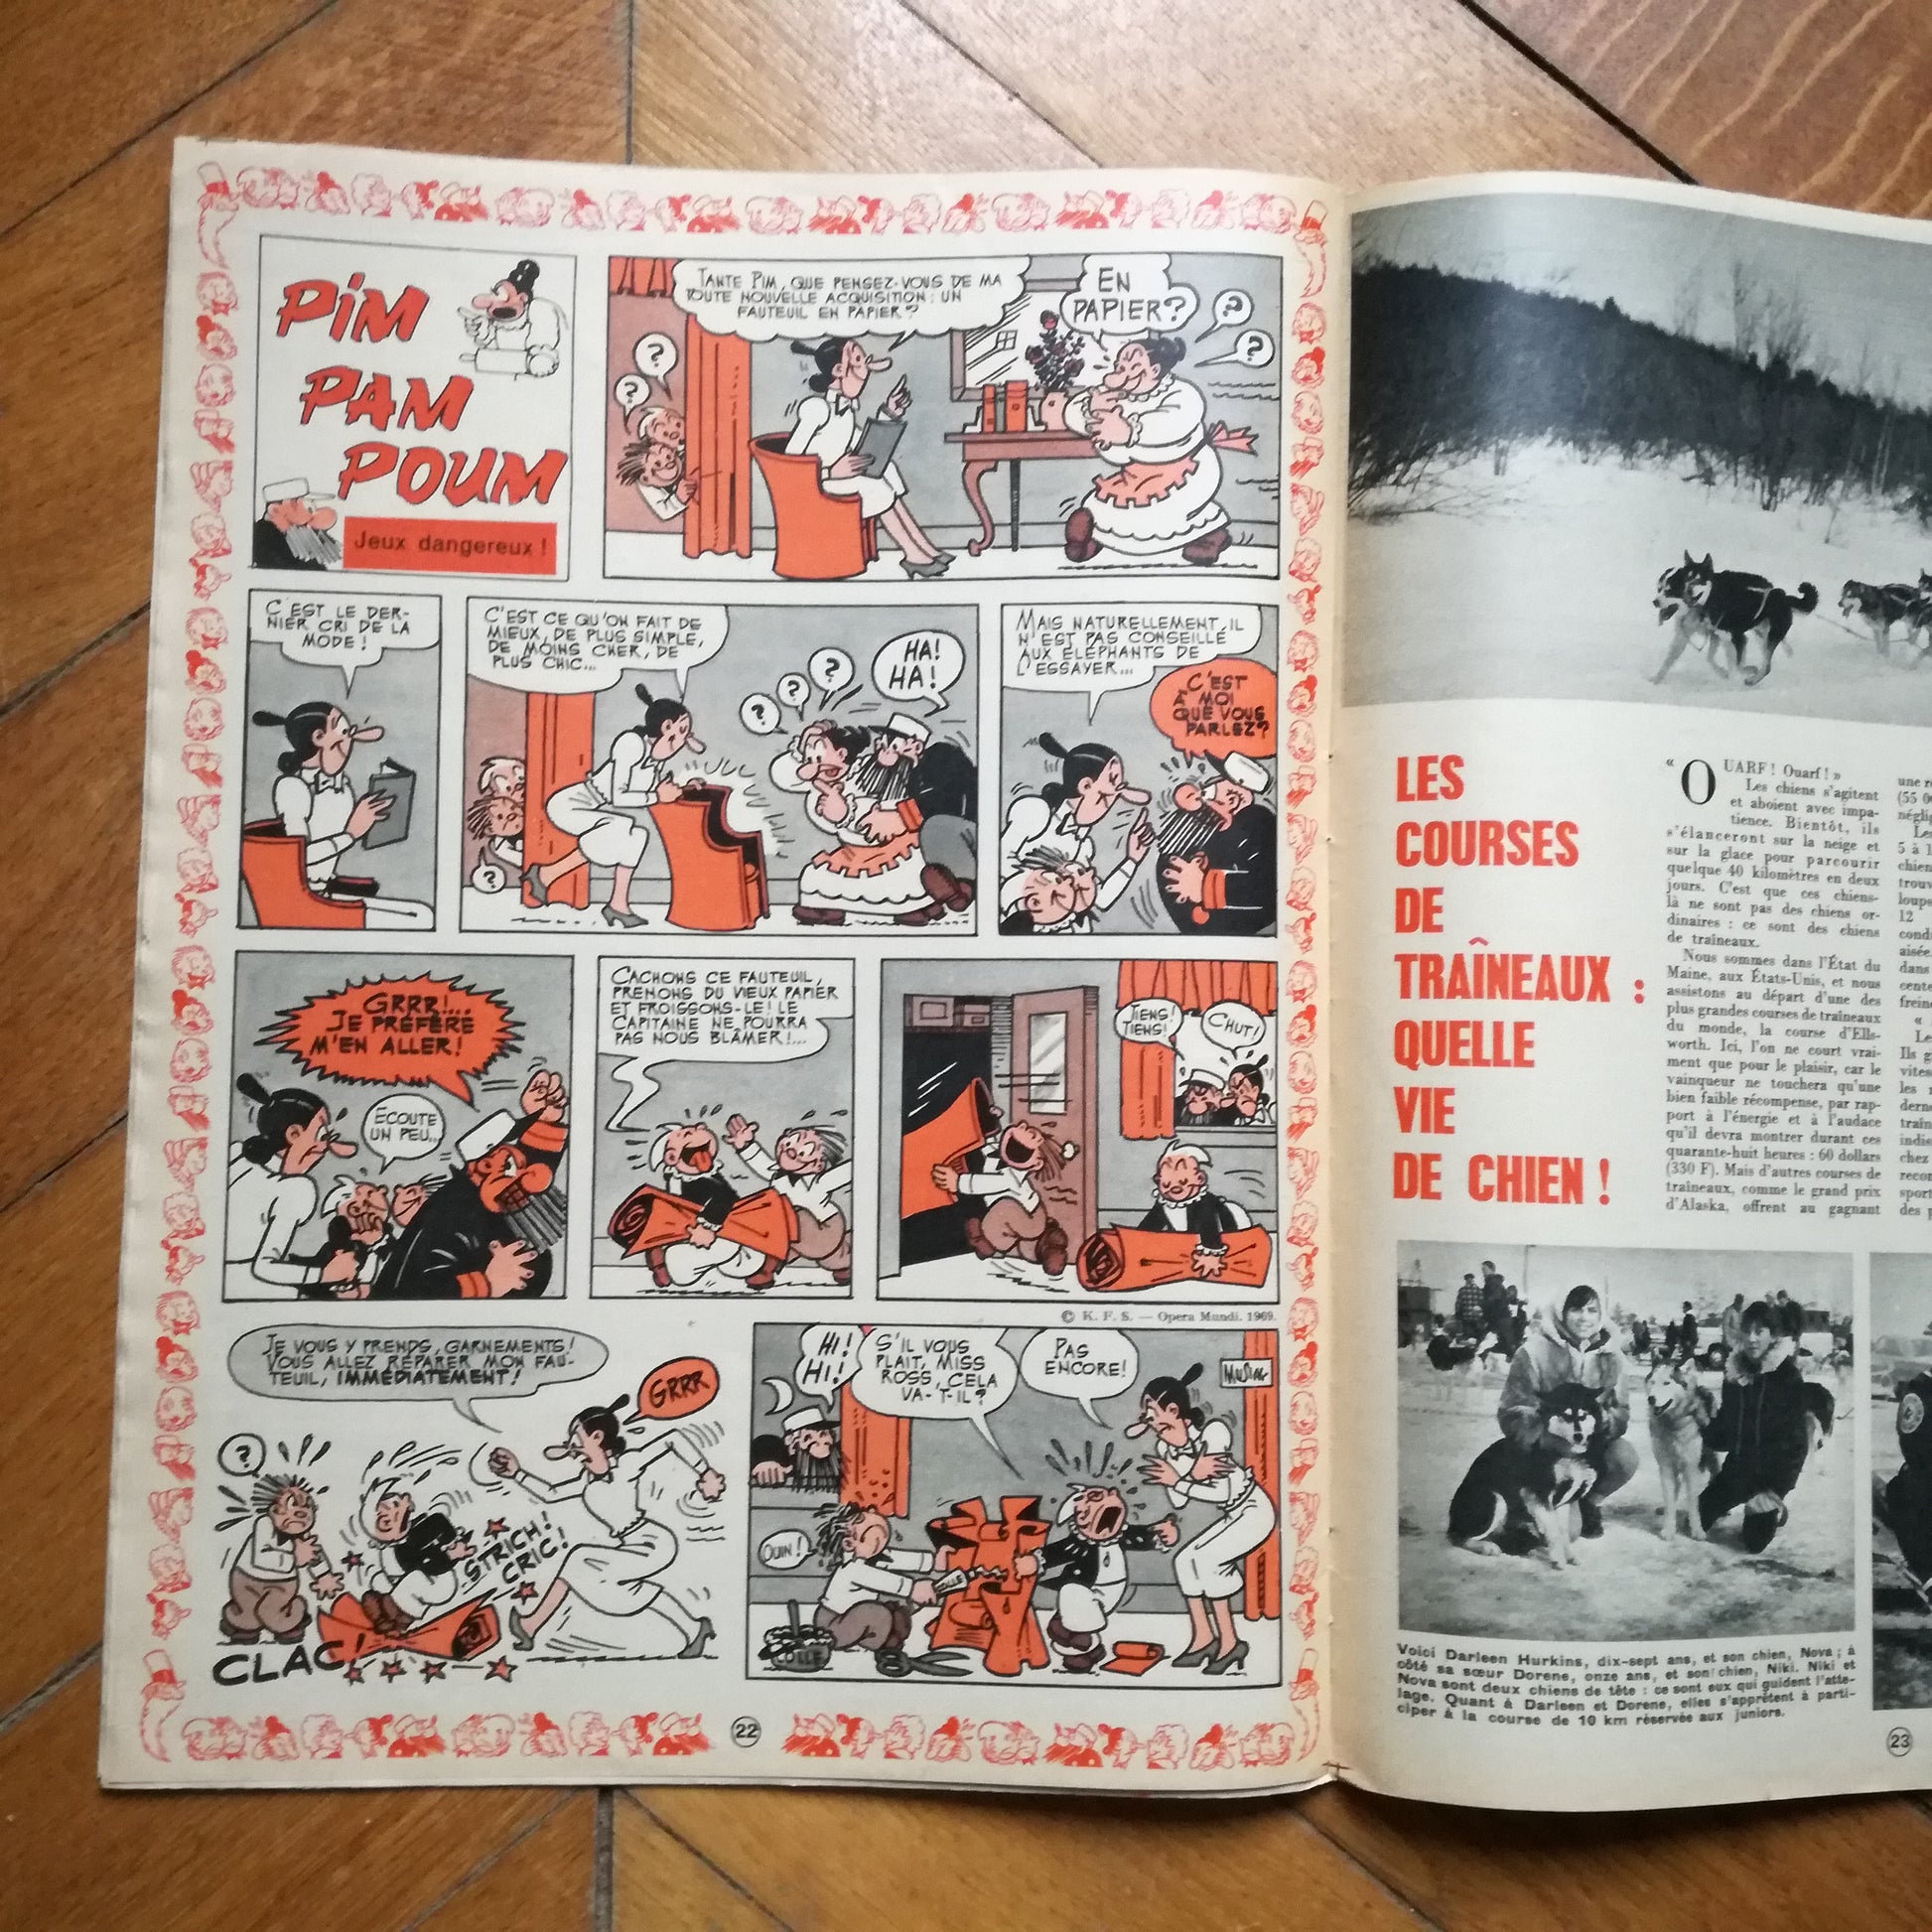 PIM
PAM
POUM
Jeux dangereux !
TANTE PIM, QUE PENSEZ-VOUS DE MA
TOUTE NOUVELLE ACQUISITION : UN
FAUTEUIL EN PAPIER ?
EN
PAPIER ?
?
?
?
?
C'EST LE DER-
NIER CRI DE LA
MODE !
C'EST CE QU'ON FAIT DE
MIEUX, DE PLUS SIMPLE,
DE MOINS CHER, DE
PLUS CHIC...
?
?
?
HA!
HA!
?
MAIS NATURELLEMENT, IL
N'EST PAS CONSEILLÉ
AUX ÉLÉPHANTS DE
L'ESSAYER...
C'EST
À MOI
QUE VOUS
PARLEZ?
GRRR!...
JE PRÉFÈRE
M'EN ALLER!
ECOUTE
UN PEU...
CACHONS CE FAUTEUIL,
PRENONS DU VIEUX PAPIER
ET FROISSONS-LE! LE
CAPITAINE NE POURRA
PAS NOUS BLÂMER!...
TIENS!
TIENS!
CHUT!
© K. F. S. — Opera Mundi. 1969.
JE VOUS Y PRENDS, GARNEMENTS!
VOUS ALLEZ RÉPARER MON FAU-
TEUIL, IMMÉDIATEMENT!
GRRR
?
STRICH!
CRIC!
CLAC!
HI!
HI!
S'IL VOUS
PLAIT, MISS
ROSS, CELA
VA-T-IL?
PAS
ENCORE!
MUSIAL
OUIN!
COLLE
COLLE
22
LES
COURSES
DE
TRAÎNEAUX :
QUELLE
VIE
DE CHIEN !
« OUARF ! Ouarf ! »
Les chiens s'agitent
et aboient avec impa-
tience. Bientôt, ils
s'élanceront sur la neige et
sur la glace pour parcourir
quelque 40 kilomètres en deux
jours. C'est que ces chiens-
là ne sont pas des chiens or-
dinaires : ce sont des chiens
de traîneaux.
Nous sommes dans l'État du
Maine, aux États-Unis, et nous
assistons au départ d'une des
plus grandes courses de traîneaux
du monde, la course d'Ells-
worth. Ici, l'on ne court vrai-
ment que pour le plaisir, car le
vainqueur ne touchera qu'une
bien faible récompense, par rap-
port à l'énergie et à l'audace
qu'il devra montrer durant ces
quarante-huit heures : 60 dollars
(330 F). Mais d'autres courses de
traîneaux, comme le grand prix
d'Alaska, offrent au gagnant
Voici Darleen Hurkins, dix-sept ans, et son chien, Nova ; à
côté sa sœur Dorene, onze ans, et son chien, Niki. Niki et
Nova sont deux chiens de tête : ce sont eux qui guident l'atte-
lage. Quant à Darleen et Dorene, elles s'apprêtent à parti-
ciper à la course de 10 km réservée aux juniors.
23